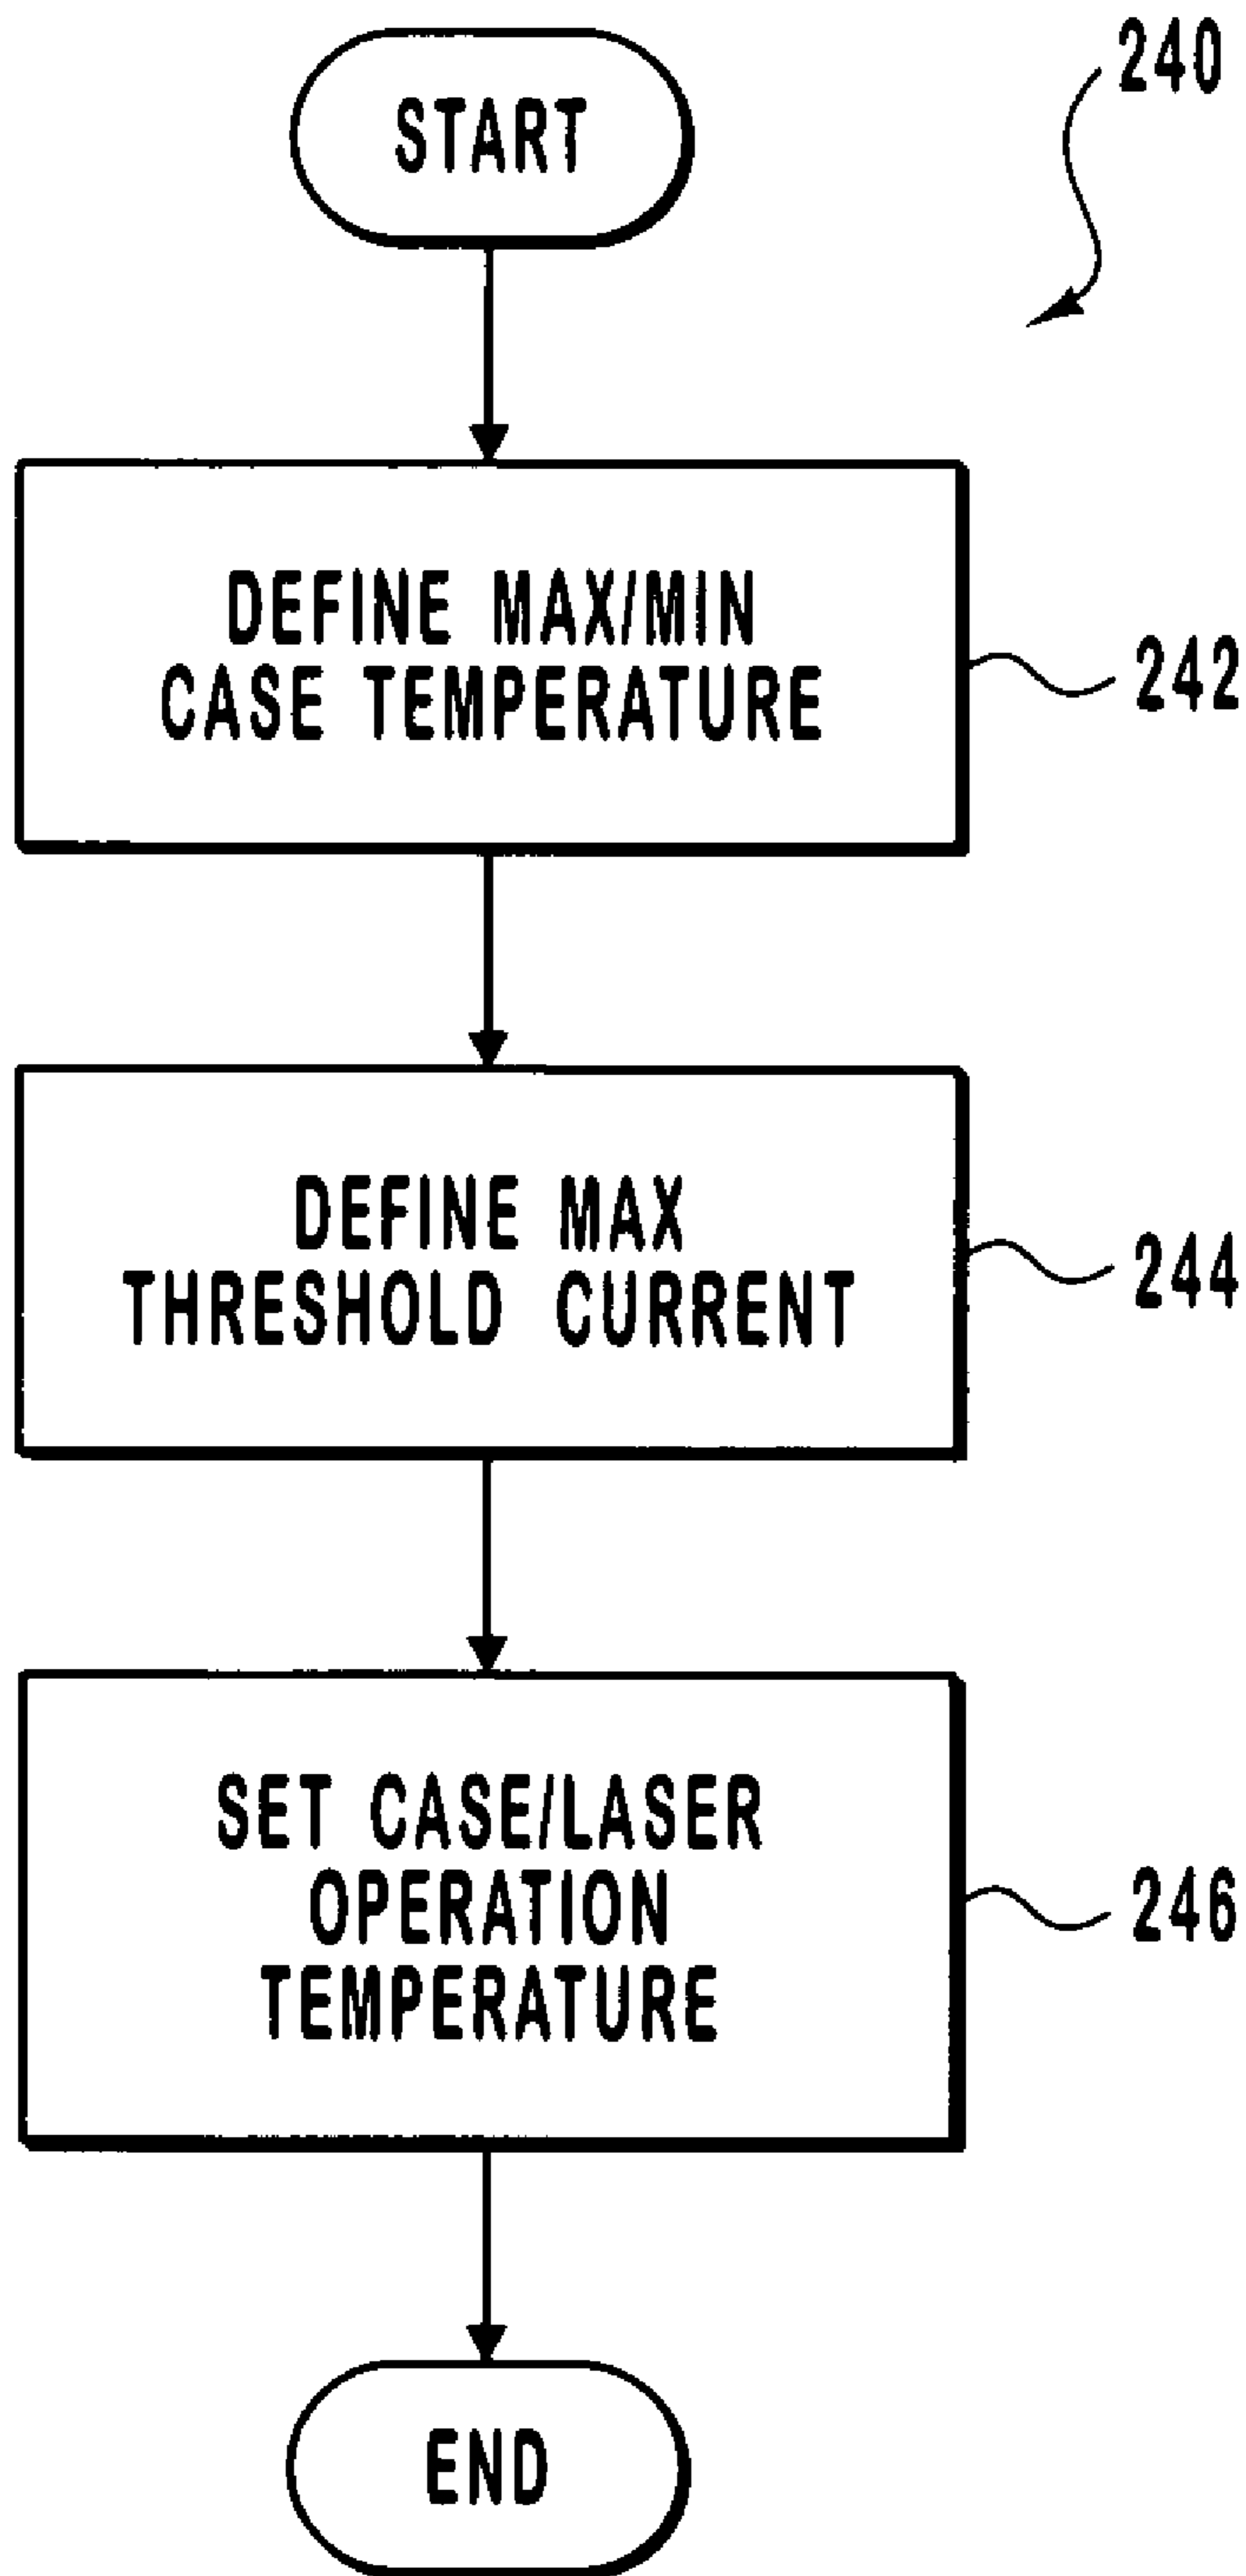 240
START
DEFINE MAX/MIN
CASE TEMPERATURE
242
DEFINE MAX
THRESHOLD CURRENT
244
SET CASE/LASER
OPERATION
TEMPERATURE
246
END